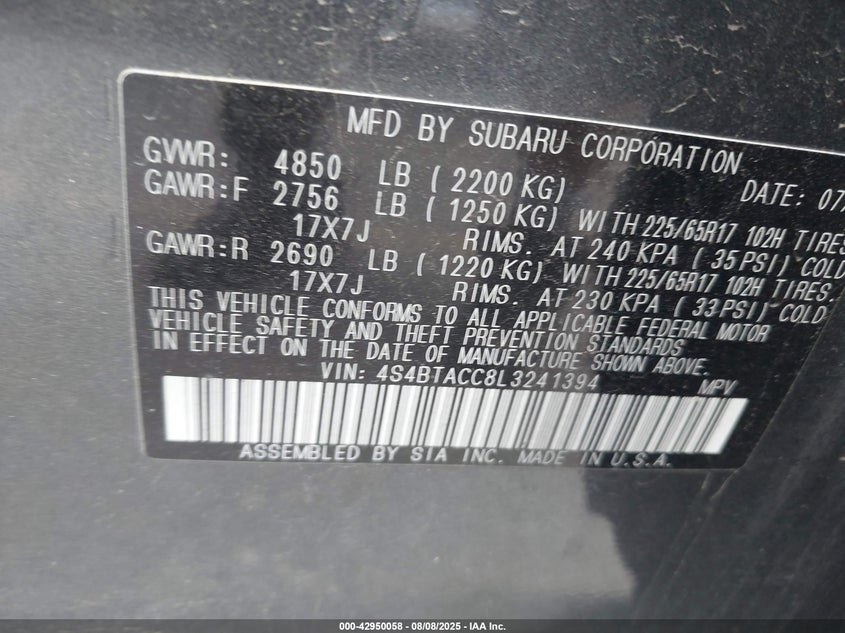 MFD BY SUBARU CORPORATION
GVWR: 4850 LB ( 2200 KG) DATE: 07
GAWR:F 2756 LB ( 1250 KG) WITH 225/65R17 102H TIRES
17X7J RIMS. AT 240 KPA ( 35 PSI) COLD
GAWR:R 2690 LB ( 1220 KG) WITH 225/65R17 102H TIRES.
17X7J RIMS. AT 230 KPA ( 33 PSI) COLD
THIS VEHICLE CONFORMS TO ALL APPLICABLE FEDERAL MOTOR
VEHICLE SAFETY AND THEFT PREVENTION STANDARDS
IN EFFECT ON THE DATE OF MANUFACTURE SHOWN ABOVE.
VIN: 4S4BTACC8L3241394 MPV
ASSEMBLED BY SIA INC. MADE IN U.S.A.
000-42950058 - 08/08/2025 - IAA Inc.